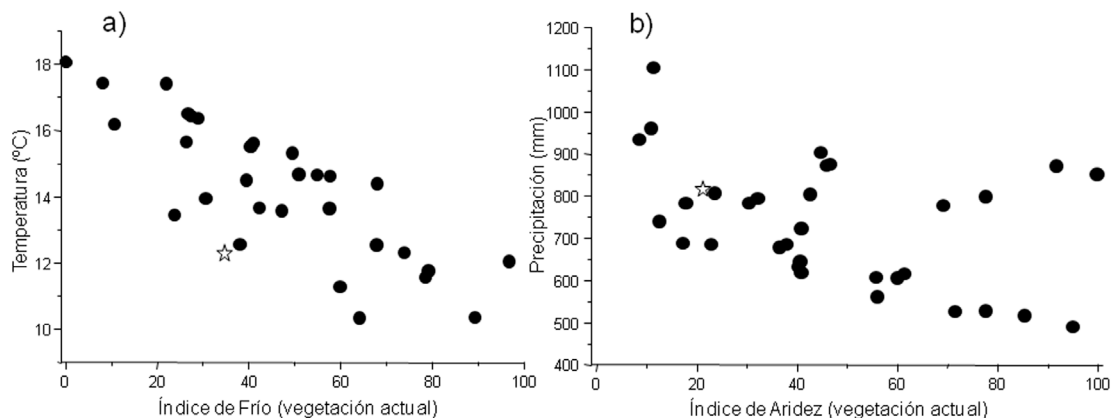 a)
Temperatura (ºC)
18
16
14
12
10
0 20 40 60 80 100
Índice de Frío (vegetación actual)
b)
Precipitación (mm)
1200
1100
1000
900
800
700
600
500
400
0 20 40 60 80 100
Índice de Aridez (vegetación actual)